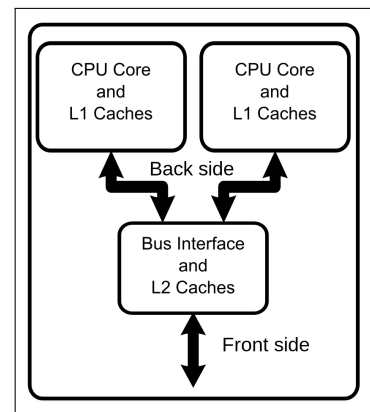 CPU Core
and
L1 Caches
CPU Core
and
L1 Caches
Back side
Bus Interface
and
L2 Caches
Front side